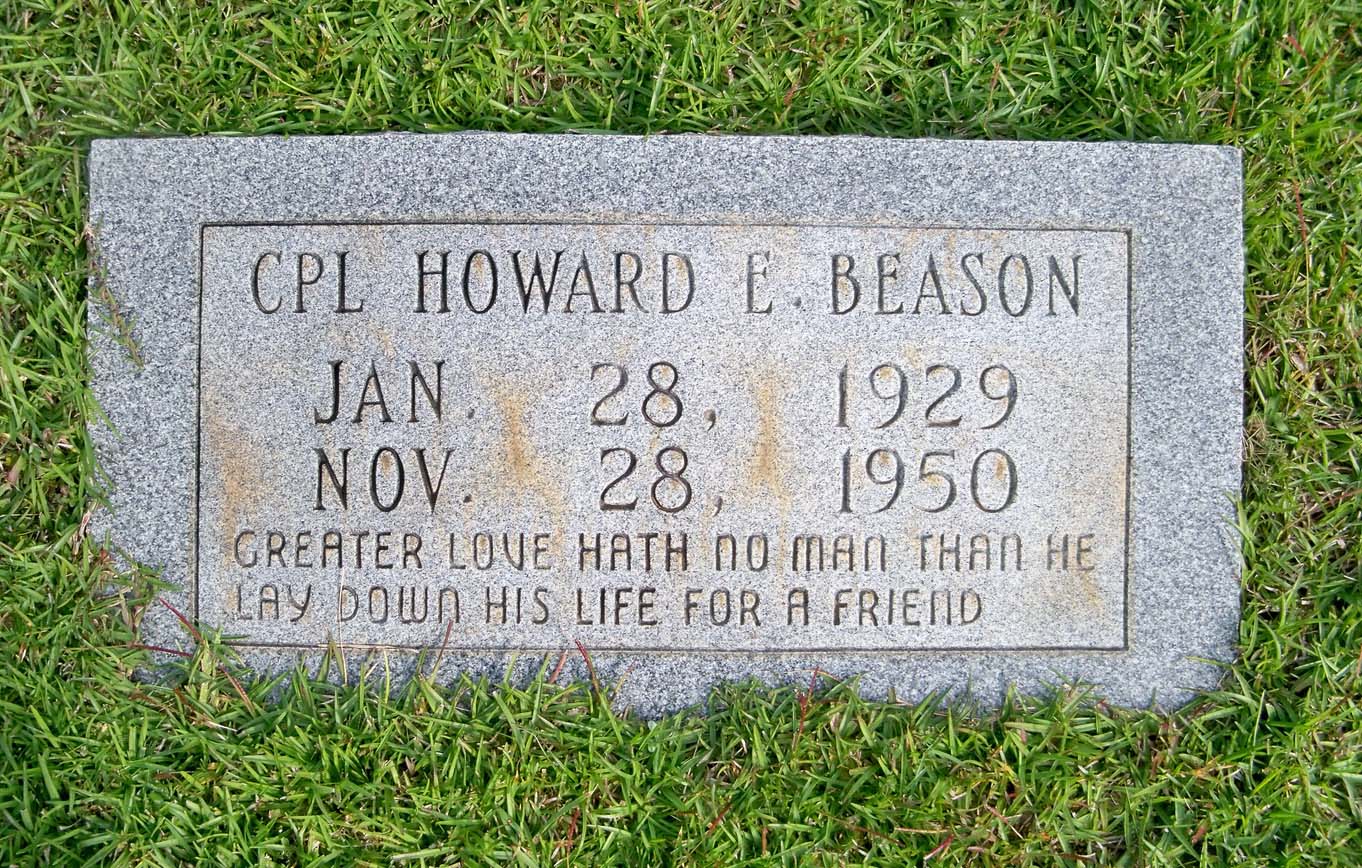 CPL HOWARD E. BEASON
JAN. 28, 1929
NOV. 28, 1950
GREATER LOVE HATH NO MAN THAN HE
LAY DOWN HIS LIFE FOR A FRIEND